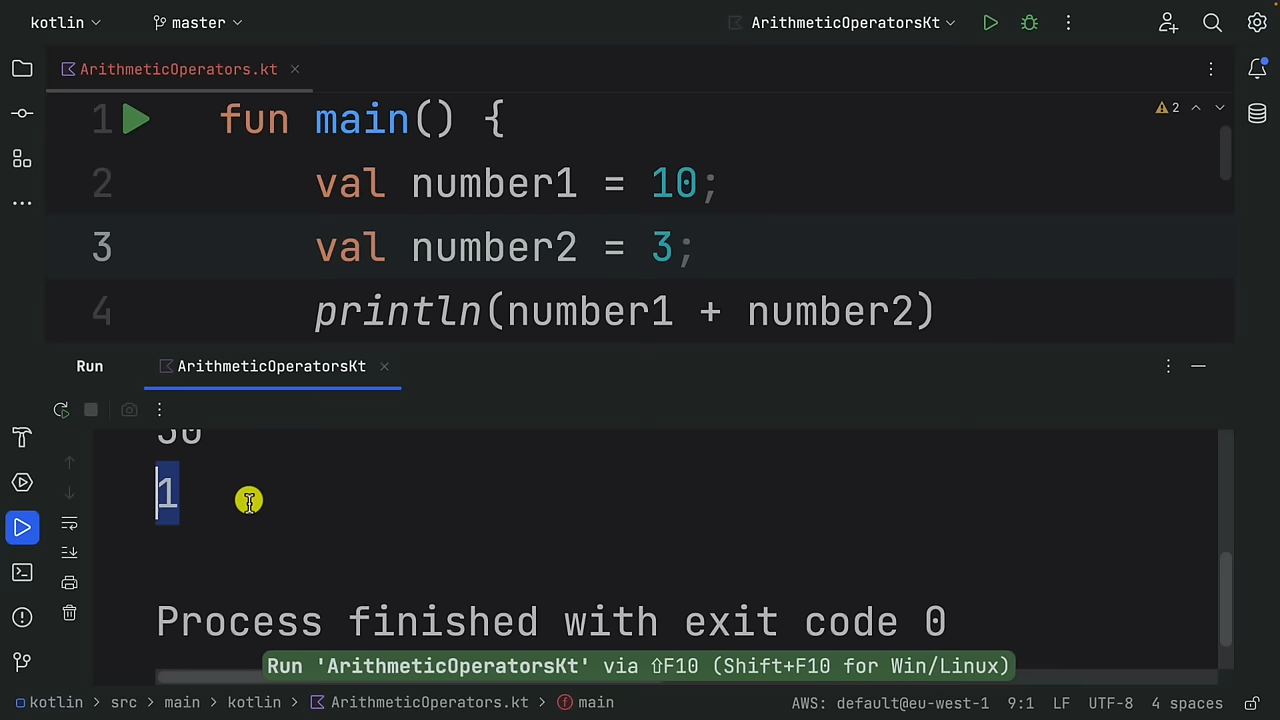 kotlin master ArithmeticOperatorsKt
ArithmeticOperators.kt
1 fun main() {
2
2 val number1 = 10;
3 val number2 = 3;
4 println(number1 + number2)
Run ArithmeticOperatorsKt
30
1
Process finished with exit code 0
Run 'ArithmeticOperatorsKt' via ⇧F10 (Shift+F10 for Win/Linux)
kotlin > src > main > kotlin > ArithmeticOperators.kt > main AWS: default@eu-west-1 9:1 LF UTF-8 4 spaces